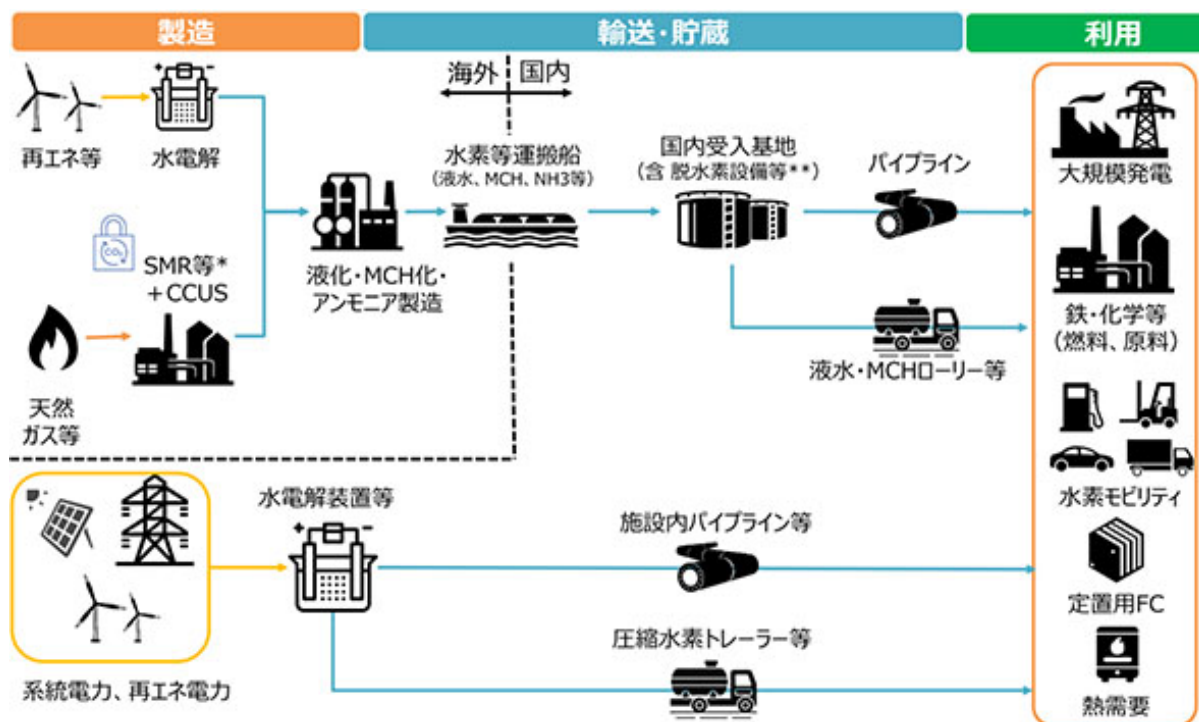 製造
輸送・貯蔵
利用
海外
国内
再エネ等
水電解
水素等運搬船
(液水、MCH、NH3等)
国内受入基地
(含 脱水素設備等**)
パイプライン
大規模発電
CO₂
SMR等*
+CCUS
液化・MCH化・
アンモニア製造
鉄・化学等
(燃料、原料)
液水・MCHローリー等
天然
ガス等
水電解装置等
施設内パイプライン等
水素モビリティ
定置用FC
圧縮水素トレーラー等
系統電力、再エネ電力
熱需要